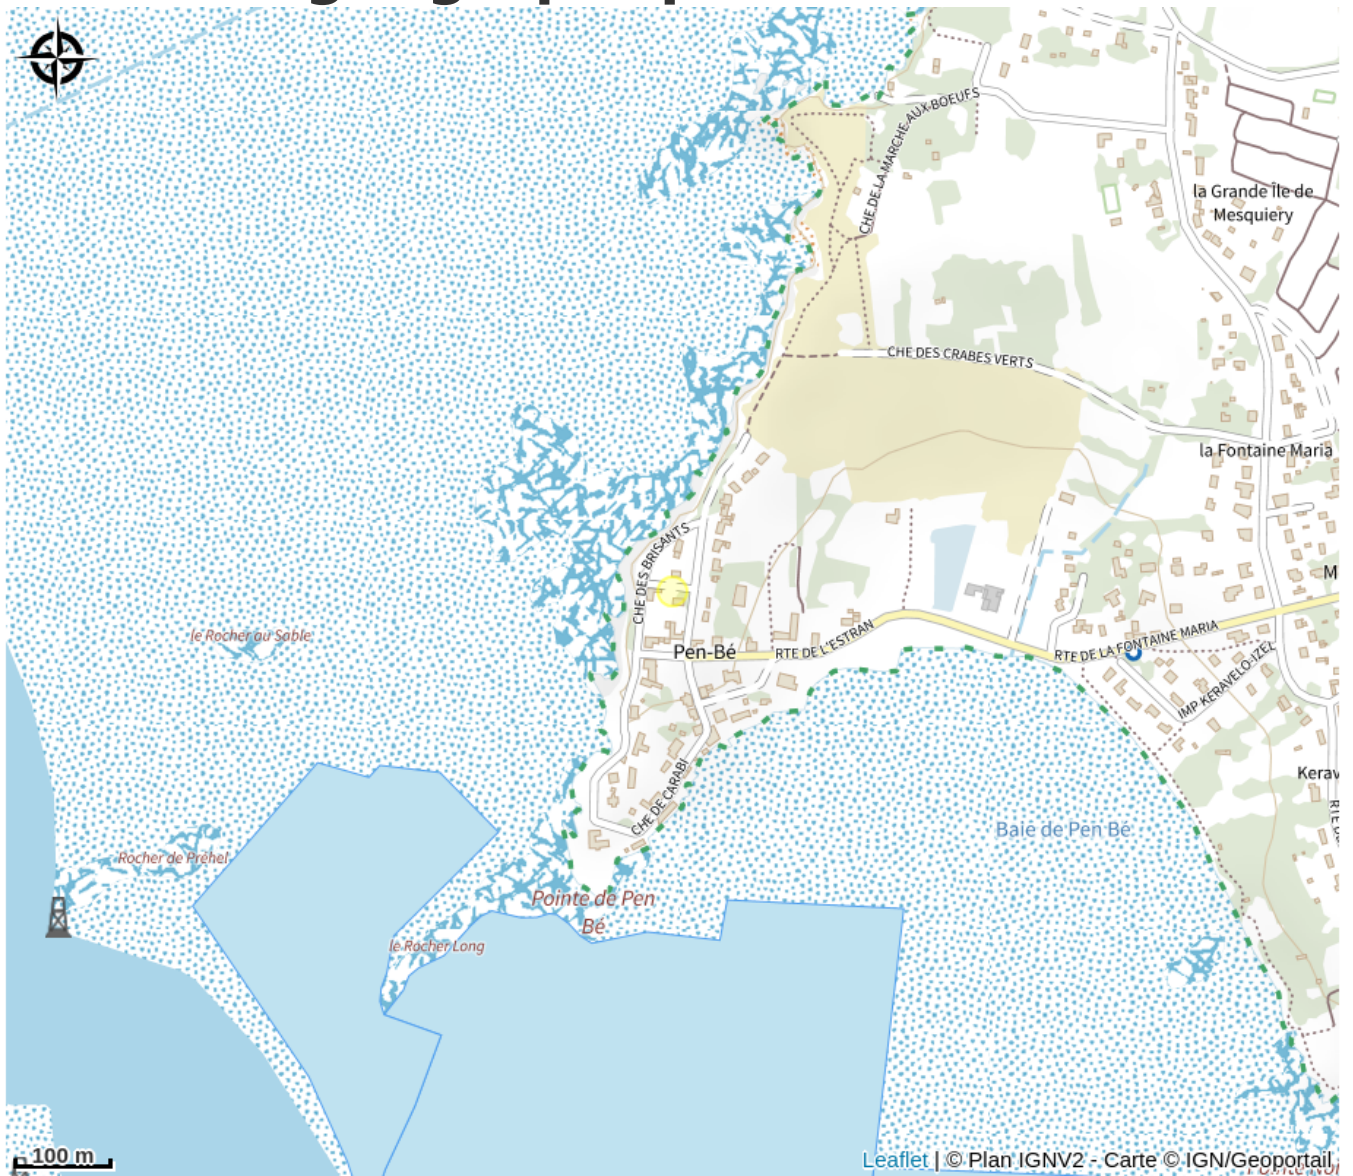 CHE DE LA MARCHE AUX BOEUFS
la Grande Île de
Mesquiery
CHE DES CRABES VERTS
la Fontaine Maria
CHE DES BRISANTS
M
le Rocher au Sable
Pen-Bé
RTE DE L'ESTRAN
RTE DE LA FONTAINE MARIA
IMP KERAVELO-IZEL
CHE DE CARABI
Kerav
Baie de Pen Bé
Rocher de Préhel
Pointe de Pen
Bé
le Rocher Long
100 m
Leaflet | © Plan IGNV2 - Carte © IGN/Geoportail